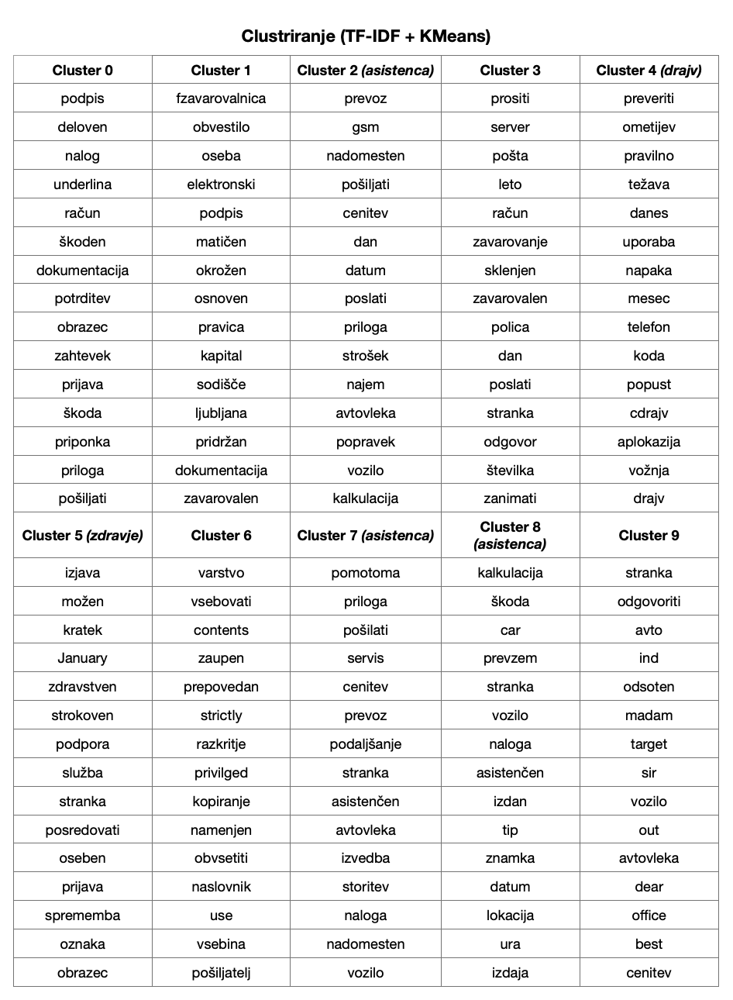 Clustriranje (TF-IDF + KMeans)
Cluster 0 Cluster 1 Cluster 2 (asistenca) Cluster 3 Cluster 4 (drajv)
podpis fzavarovalnica prevoz prositi preveriti
deloven obvestilo gsm server ometijev
nalog oseba nadomesten pošta pravilno
underlina elektronski pošiljati leto težava
račun podpis cenitev račun danes
škoden matičen dan zavarovanje uporaba
dokumentacija okrožen datum sklenjen napaka
potrditev osnoven poslati zavarovalen mesec
obrazec pravica priloga polica telefon
zahtevek kapital strošek dan koda
prijava sodišče najem poslati popust
škoda ljubljana avtovleka stranka cdrajv
priponka pridržan popravek odgovor aplokazija
priloga dokumentacija vozilo številka vožnja
pošiljati zavarovalen kalkulacija zanimati drajv
Cluster 5 (zdravje) Cluster 6 Cluster 7 (asistenca) Cluster 8 (asistenca) Cluster 9
izjava varstvo pomotoma kalkulacija stranka
možen vsebovati priloga škoda odgovoriti
kratek contents pošilati car avto
January zaupen servis prevzem ind
zdravstven prepovedan cenitev stranka odsoten
strokoven strictly prevoz vozilo madam
podpora razkritje podaljšanje naloga target
služba privilged stranka asistenčen sir
stranka kopiranje asistenčen izdan vozilo
posredovati namenjen avtovleka tip out
oseben obvsetiti izvedba znamka avtovleka
prijava naslovnik storitev datum dear
sprememba use naloga lokacija office
oznaka vsebina nadomesten ura best
obrazec pošiljatelj vozilo izdaja cenitev